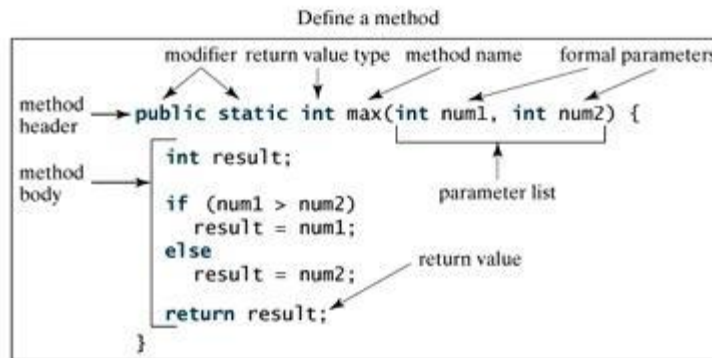 Define a method
modifier return value type method name formal parameters
method header
public static int max(int num1, int num2) {
method body
int result;
parameter list
if (num1 > num2)
result = num1;
else
result = num2;
return value
return result;
}